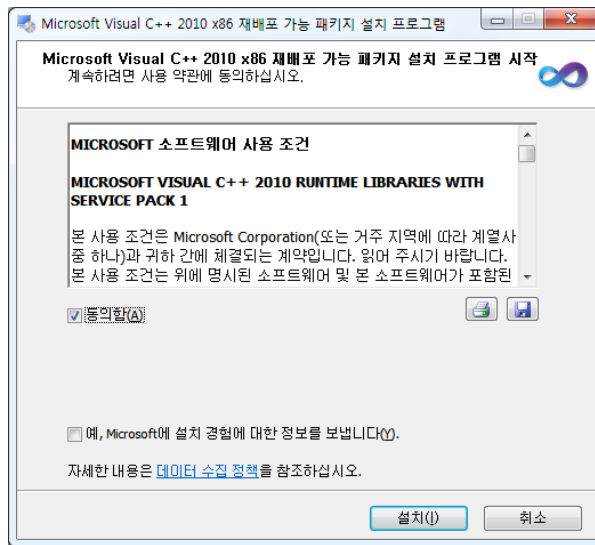 Microsoft Visual C++ 2010 x86 재배포 가능 패키지 설치 프로그램
Microsoft Visual C++ 2010 x86 재배포 가능 패키지 설치 프로그램 시작
계속하려면 사용 약관에 동의하십시오.
MICROSOFT 소프트웨어 사용 조건
MICROSOFT VISUAL C++ 2010 RUNTIME LIBRARIES WITH
SERVICE PACK 1
본 사용 조건은 Microsoft Corporation(또는 거주 지역에 따라 계열사
중 하나)과 귀하 간에 체결되는 계약입니다. 읽어 주시기 바랍니다.
본 사용 조건은 위에 명시된 소프트웨어 및 본 소프트웨어가 포함된
동의함(A)
예, Microsoft에 설치 경험에 대한 정보를 보냅니다(Y).
자세한 내용은 데이터 수집 정책을 참조하십시오.
설치(I)
취소